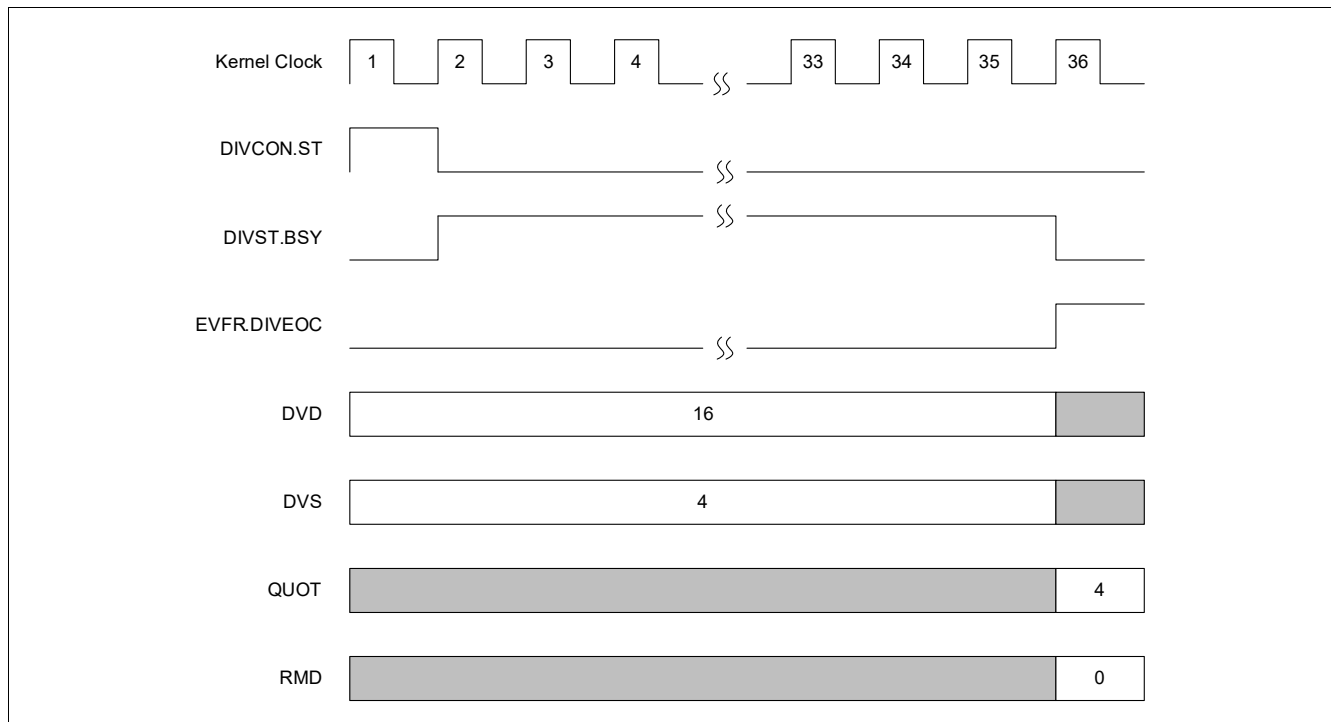 Kernel Clock 1 2 3 4 33 34 35 36
DIVCON.ST
DIVST.BSY
EVFR.DIVEOC
DVD 16
DVS 4
QUOT 4
RMD 0